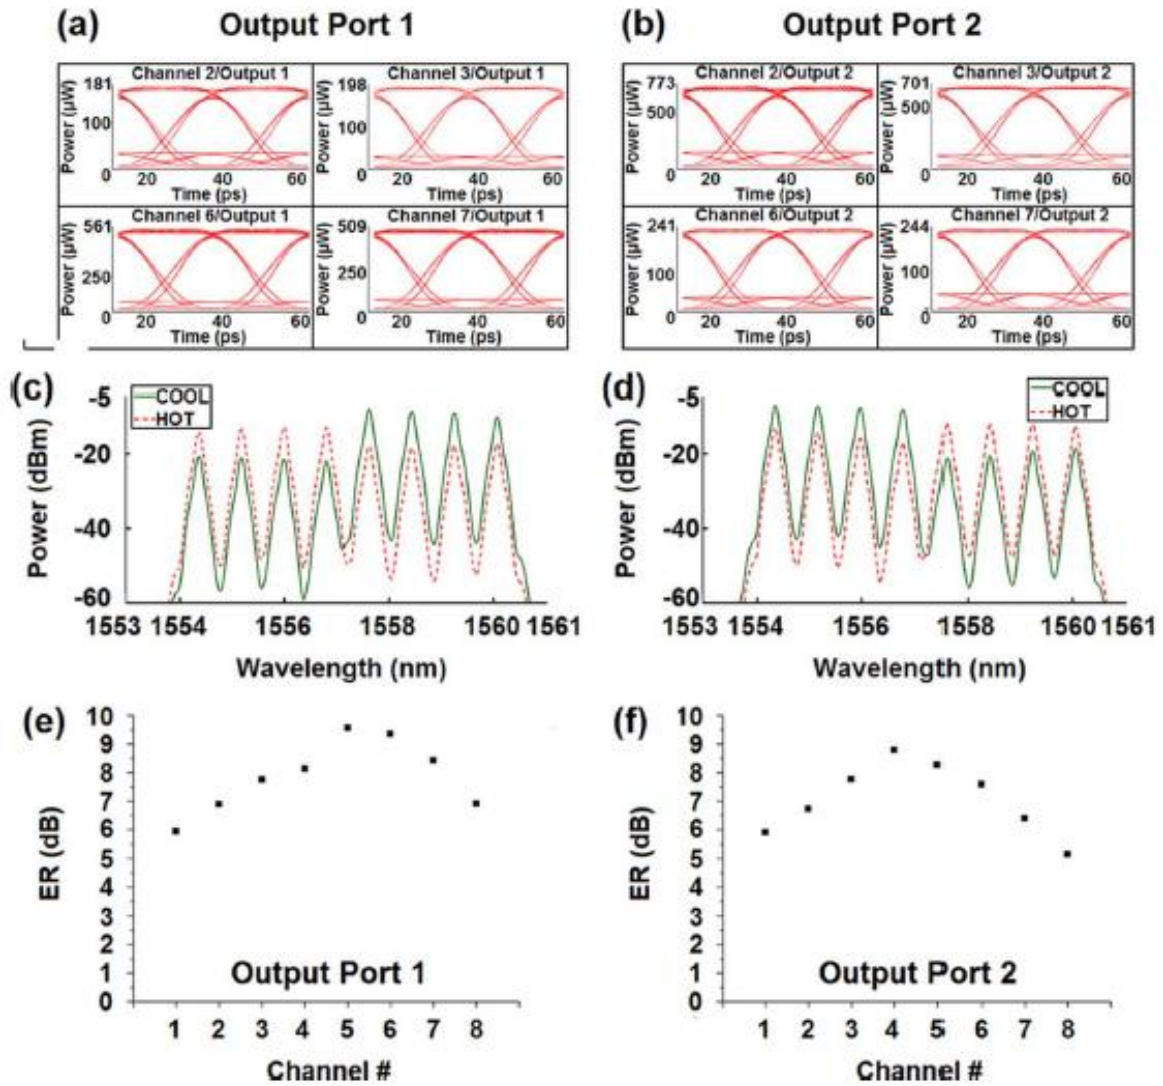 (a) Output Port 1
(b) Output Port 2
Channel 2/Output 1
Power (µW)
181
100
0
20
60
Time (ps)
Channel 3/Output 1
Power (µW)
198
100
0
20
60
Time (ps)
Channel 6/Output 1
Power (µW)
561
250
0
20
60
Time (ps)
Channel 7/Output 1
Power (µW)
509
250
0
20
60
Time (ps)
Channel 2/Output 2
Power (µW)
773
500
0
20
60
Time (ps)
Channel 3/Output 2
Power (µW)
701
500
0
20
60
Time (ps)
Channel 6/Output 2
Power (µW)
241
100
0
20
60
Time (ps)
Channel 7/Output 2
Power (µW)
244
100
0
20
60
Time (ps)
(c)
COOL
HOT
Power (dBm)
-5
-20
-40
-60
1553 1554 1556 1558 1560 1561
Wavelength (nm)
(d)
COOL
HOT
Power (dBm)
-5
-20
-40
-60
1553 1554 1556 1558 1560 1561
Wavelength (nm)
(e)
ER (dB)
10
9
8
7
6
5
4
3
2
1
0
Output Port 1
1 2 3 4 5 6 7 8
Channel #
(f)
ER (dB)
10
9
8
7
6
5
4
3
2
1
0
Output Port 2
1 2 3 4 5 6 7 8
Channel #